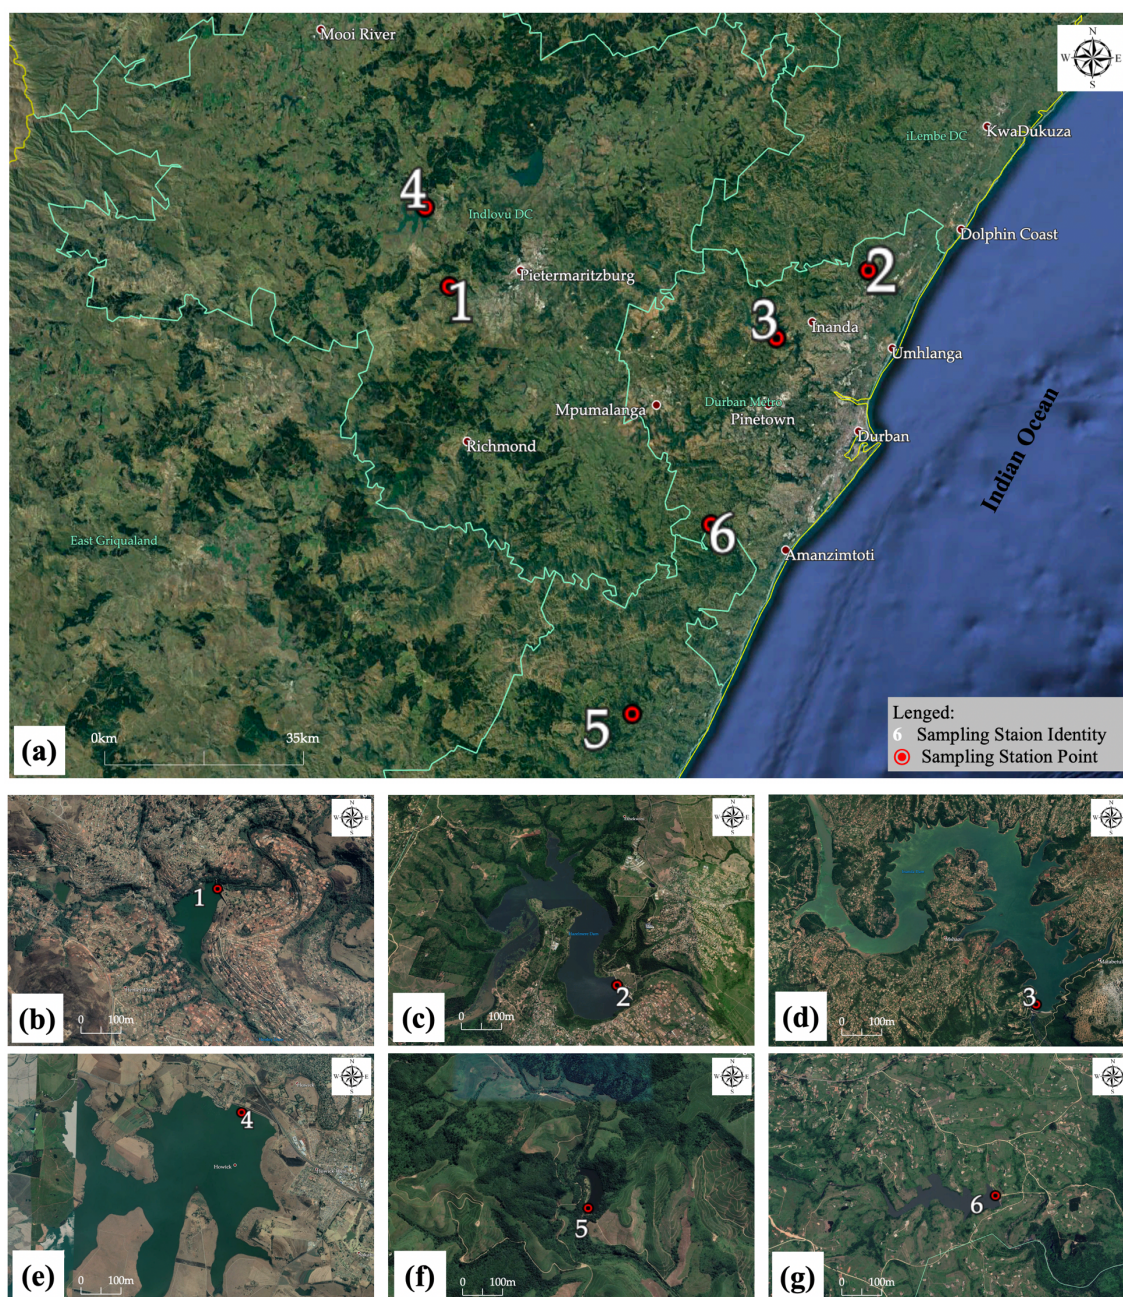 Mooi River
N
W E
S
KwaDukuza
iLembe DC
4
Indlovu DC
Dolphin Coast
Pietermaritzburg
2
1
3
Inanda
Umhlanga
Mpumalanga
Durban Metro
Pinetown
Durban
Richmond
Indian Ocean
6
East Griqualand
Amanzimtoti
5
Lenged:
6 Sampling Staion Identity
Sampling Station Point
(a)
0km 35km
N
W E
S
1
(b)
0 100m
N
W E
S
2
(c)
0 100m
N
W E
S
3
(d)
0 100m
N
W E
S
4
Howick
(e)
0 100m
N
W E
S
5
(f)
0 100m
N
W E
S
6
(g)
0 100m